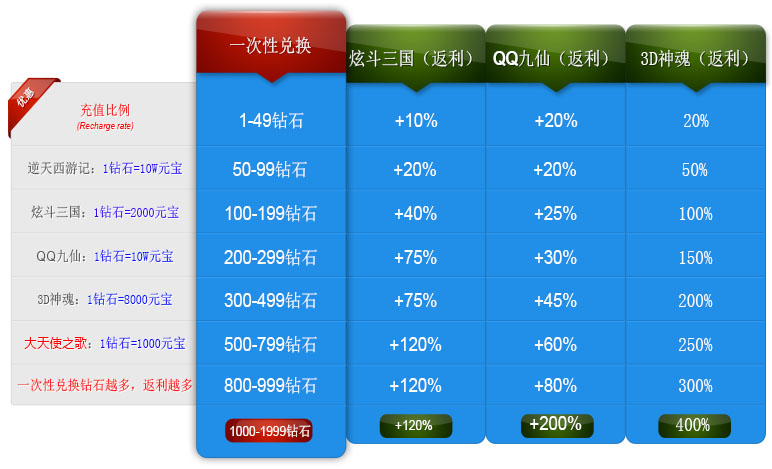 一次性兑换 炫斗三国（返利） QQ九仙（返利） 3D神魂（返利）
优惠
充值比例 1-49钻石 +10% +20% 20%
(Recharge rate)
逆天西游记：1钻石=10W元宝 50-99钻石 +20% +20% 50%
炫斗三国：1钻石=2000元宝 100-199钻石 +40% +25% 100%
QQ九仙：1钻石=10W元宝 200-299钻石 +75% +30% 150%
3D神魂：1钻石=8000元宝 300-499钻石 +75% +45% 200%
大天使之歌：1钻石=1000元宝 500-799钻石 +120% +60% 250%
一次性兑换钻石越多，返利越多 800-999钻石 +120% +80% 300%
1000-1999钻石 +120% +200% 400%